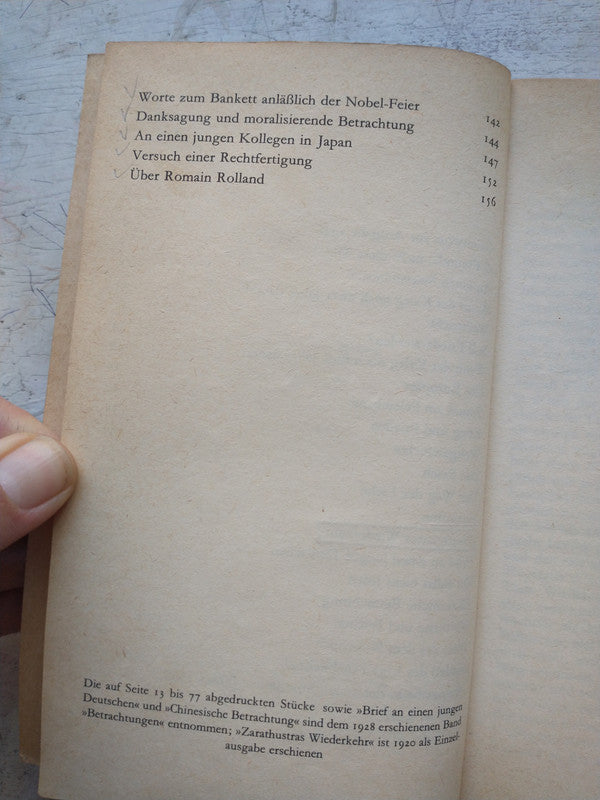 Worte zum Bankett anläßlich der Nobel-Feier 142
Danksagung und moralisierende Betrachtung 144
An einen jungen Kollegen in Japan 147
Versuch einer Rechtfertigung 152
Über Romain Rolland 156
Die auf Seite 13 bis 77 abgedruckten Stücke sowie »Brief an einen jungen
Deutschen« und »Chinesische Betrachtung« sind dem 1928 erschienenen Band
»Betrachtungen« entnommen; »Zarathustras Wiederkehr« ist 1920 als Einzel-
ausgabe erschienen